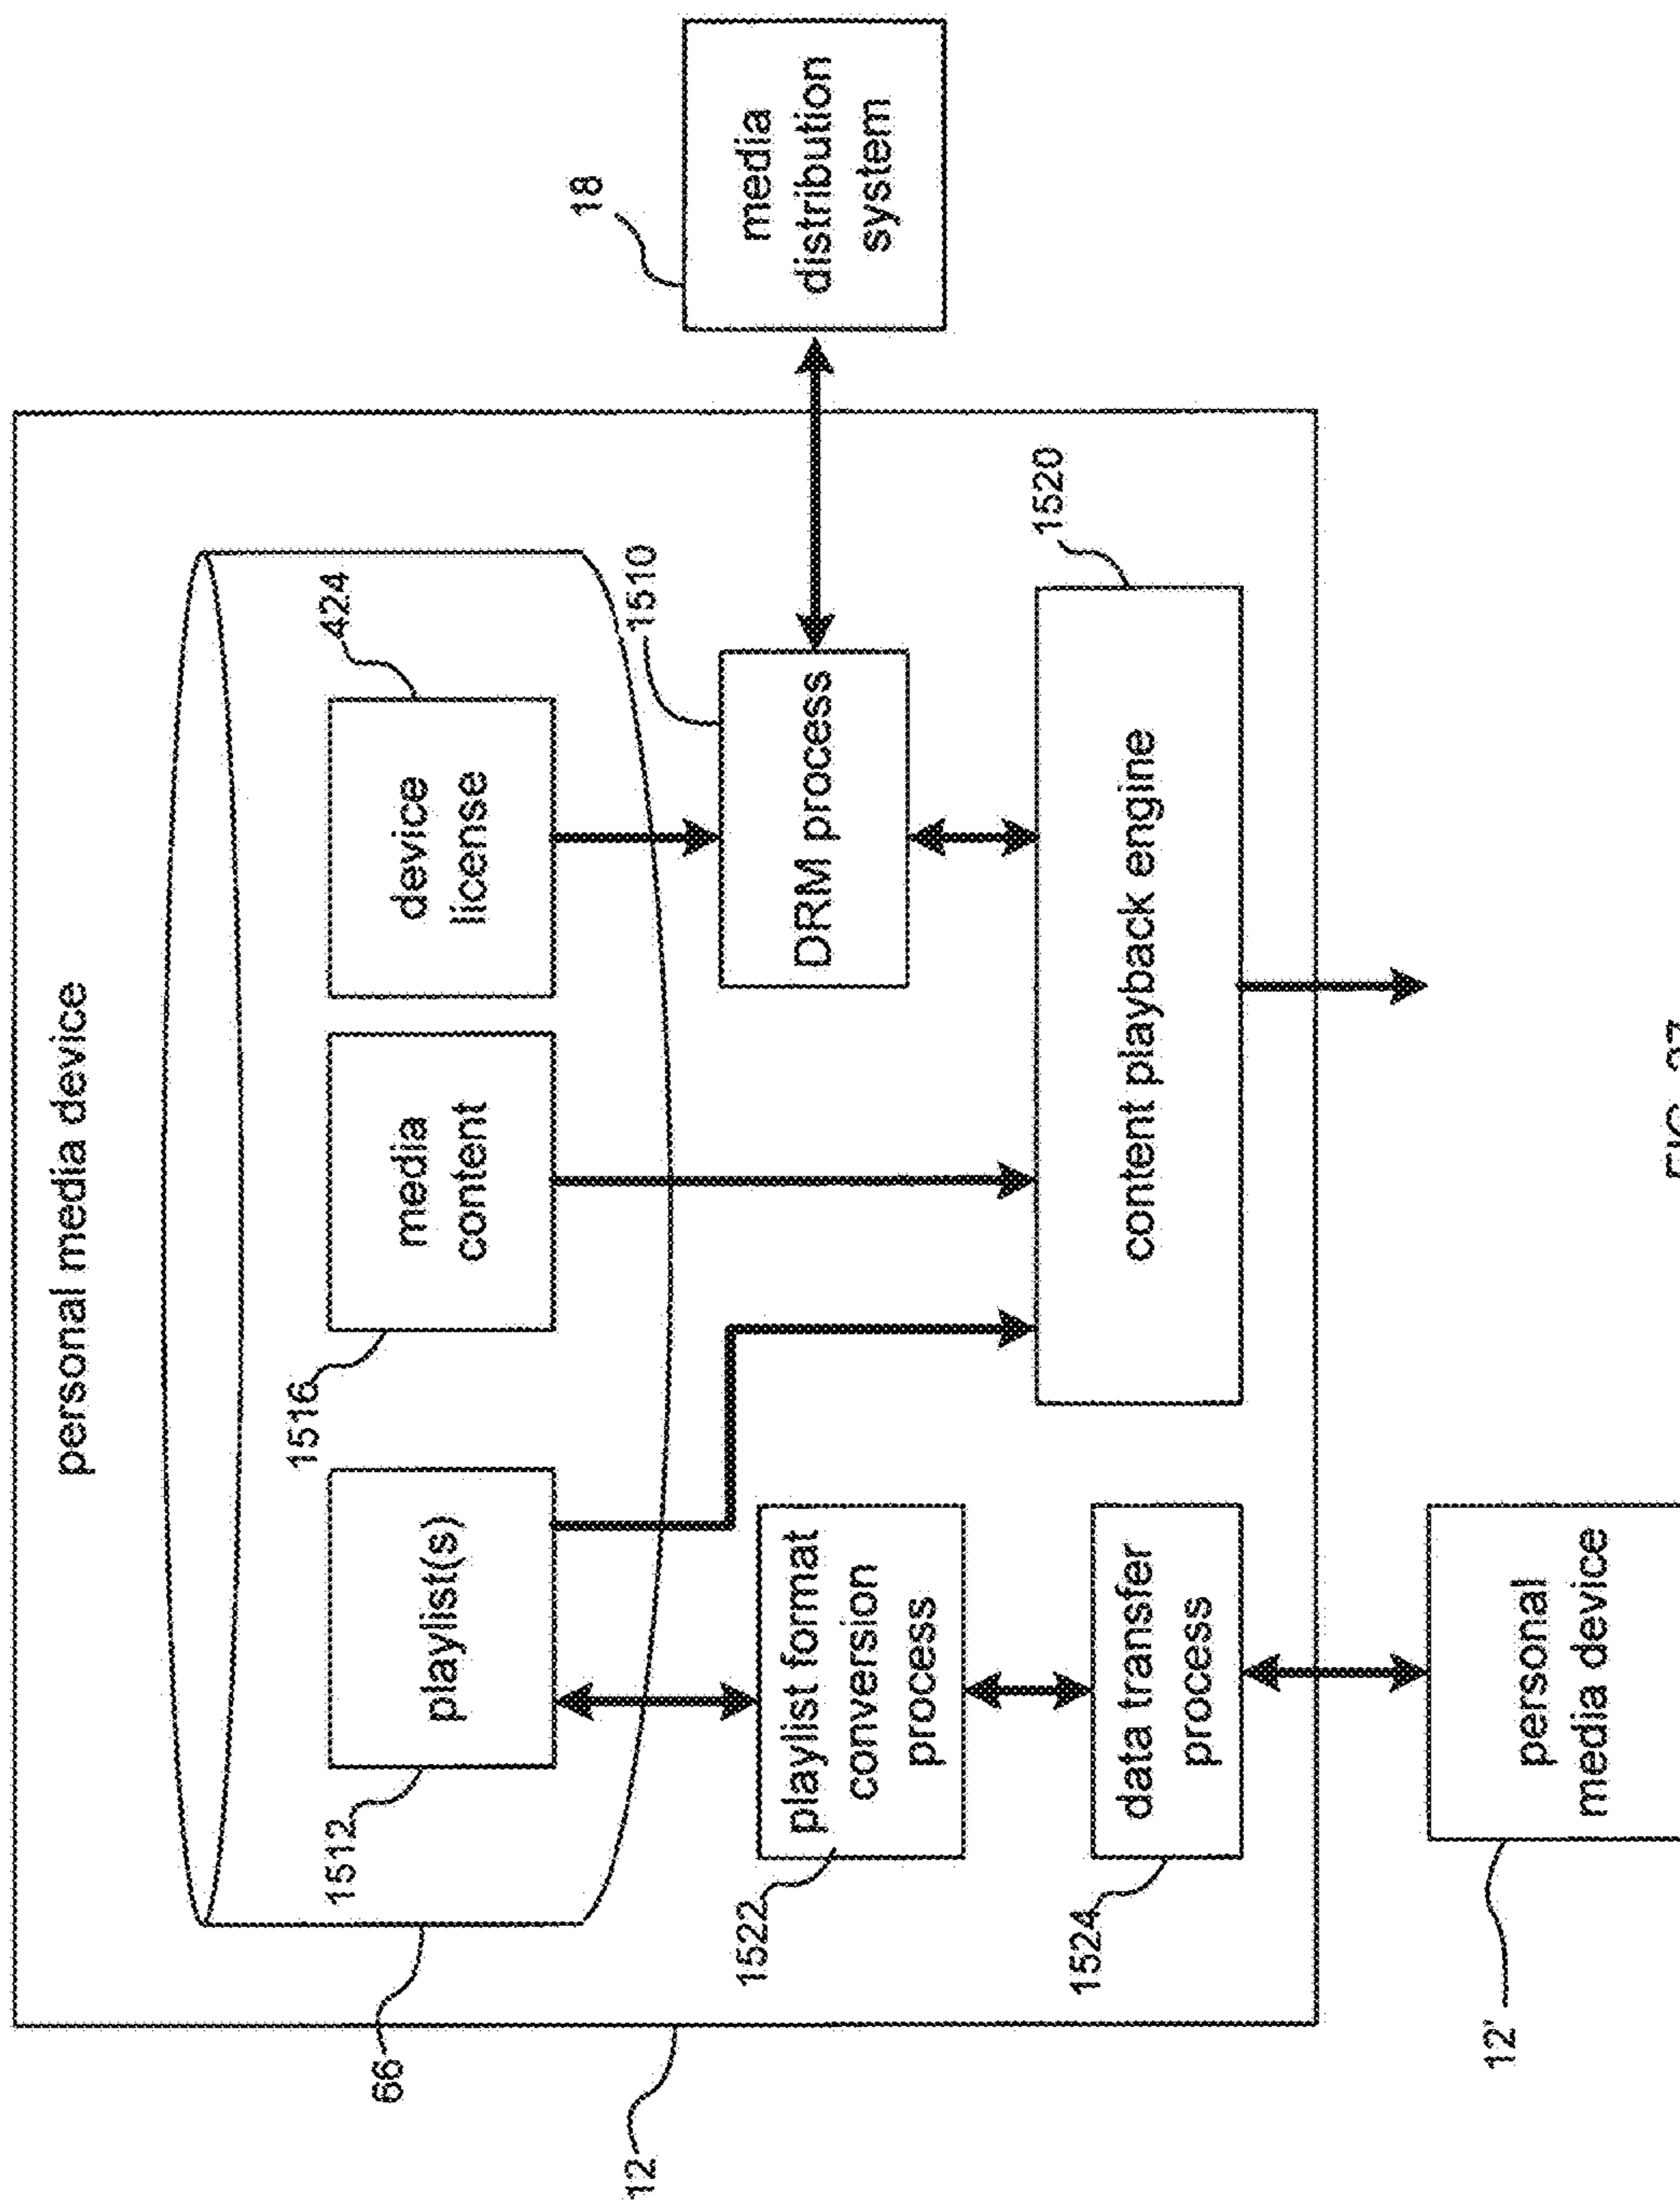 personal media device
66
12
1512
playlist(s)
1516
media
content
424
device
license
1510
DRM process
18
media
distribution
system
1522
playlist format
conversion
process
1520
content playback engine
1524
data transfer
process
12'
personal
media device